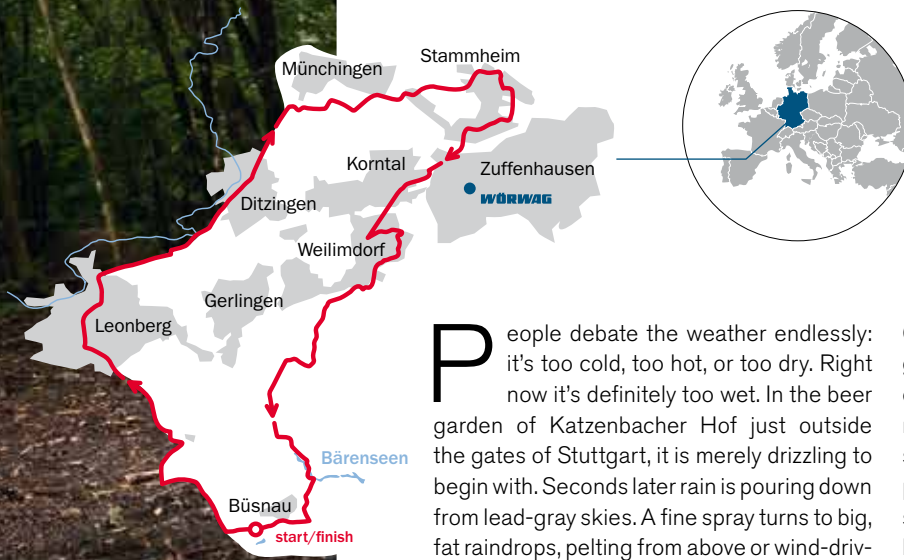 Münchingen
Stammheim
Korntal
Zuffenhausen
WÖRWAG
Ditzingen
Weilimdorf
Gerlingen
Leonberg
Bärenseen
Büsnau
start/finish
People debate the weather endlessly:
it's too cold, too hot, or too dry. Right
now it's definitely too wet. In the beer
garden of Katzenbacher Hof just outside
the gates of Stuttgart, it is merely drizzling to
begin with. Seconds later rain is pouring down
from lead-gray skies. A fine spray turns to big,
fat raindrops, pelting from above or wind-driv-